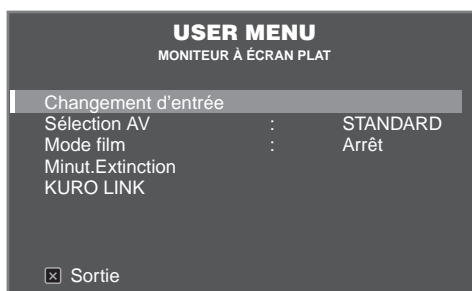 USER MENU
MONITEUR À ÉCRAN PLAT
Changement d'entrée
Sélection AV : STANDARD
Mode film : Arrêt
Minut.Extinction
KURO LINK
Sortie